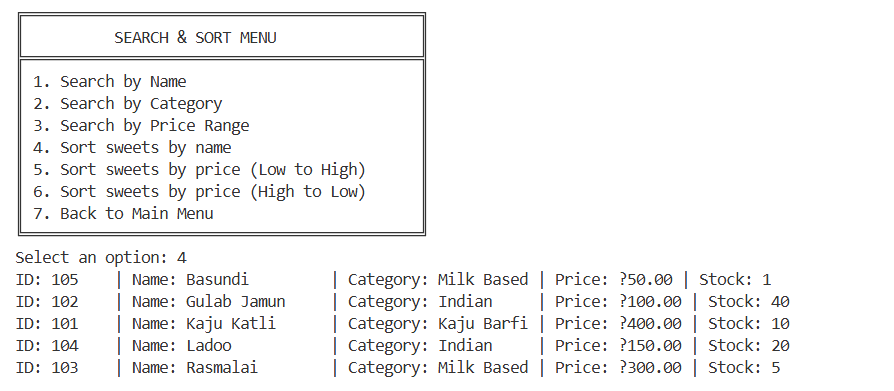 SEARCH & SORT MENU
1. Search by Name
2. Search by Category
3. Search by Price Range
4. Sort sweets by name
5. Sort sweets by price (Low to High)
6. Sort sweets by price (High to Low)
7. Back to Main Menu
Select an option: 4
ID: 105    | Name: Basundi         | Category: Milk Based | Price: ?50.00 | Stock: 1
ID: 102    | Name: Gulab Jamun     | Category: Indian     | Price: ?100.00 | Stock: 40
ID: 101    | Name: Kaju Katli      | Category: Kaju Barfi | Price: ?400.00 | Stock: 10
ID: 104    | Name: Ladoo           | Category: Indian     | Price: ?150.00 | Stock: 20
ID: 103    | Name: Rasmalai        | Category: Milk Based | Price: ?300.00 | Stock: 5